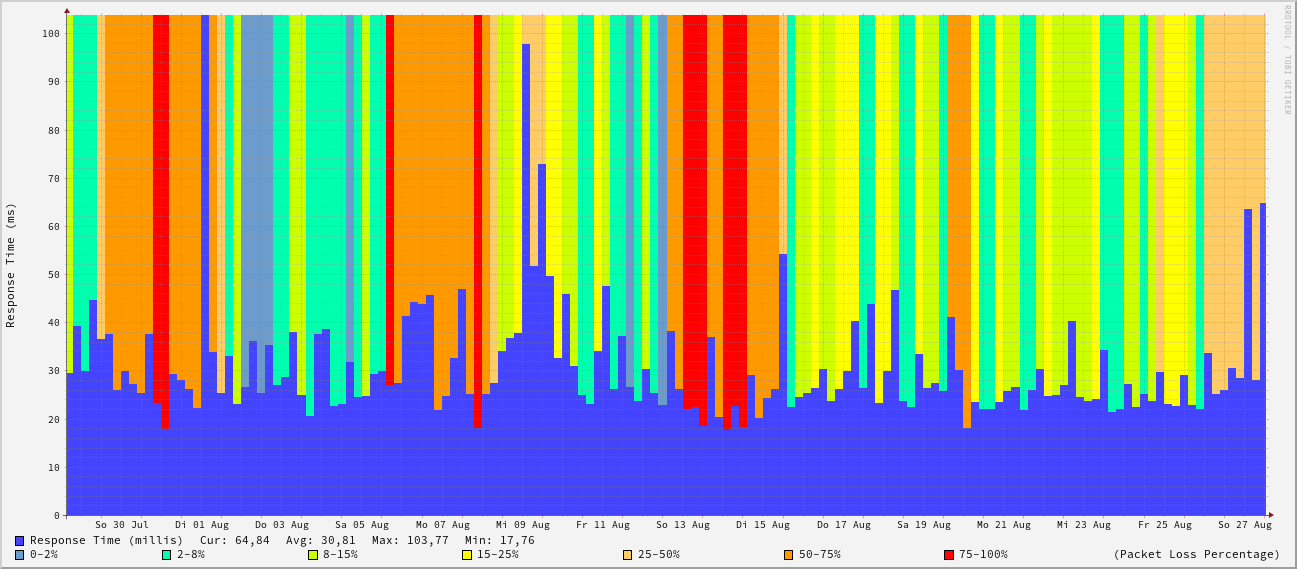 RRDTOOL / TOBI OETIKER
Response Time (ms)
100
90
80
70
60
50
40
30
20
10
0
So 30 Jul Di 01 Aug Do 03 Aug Sa 05 Aug Mo 07 Aug Mi 09 Aug Fr 11 Aug So 13 Aug Di 15 Aug Do 17 Aug Sa 19 Aug Mo 21 Aug Mi 23 Aug Fr 25 Aug So 27 Aug
Response Time (millis) Cur: 64,84 Avg: 30,81 Max: 103,77 Min: 17,76
0-2% 2-8% 8-15% 15-25% 25-50% 50-75% 75-100% (Packet Loss Percentage)